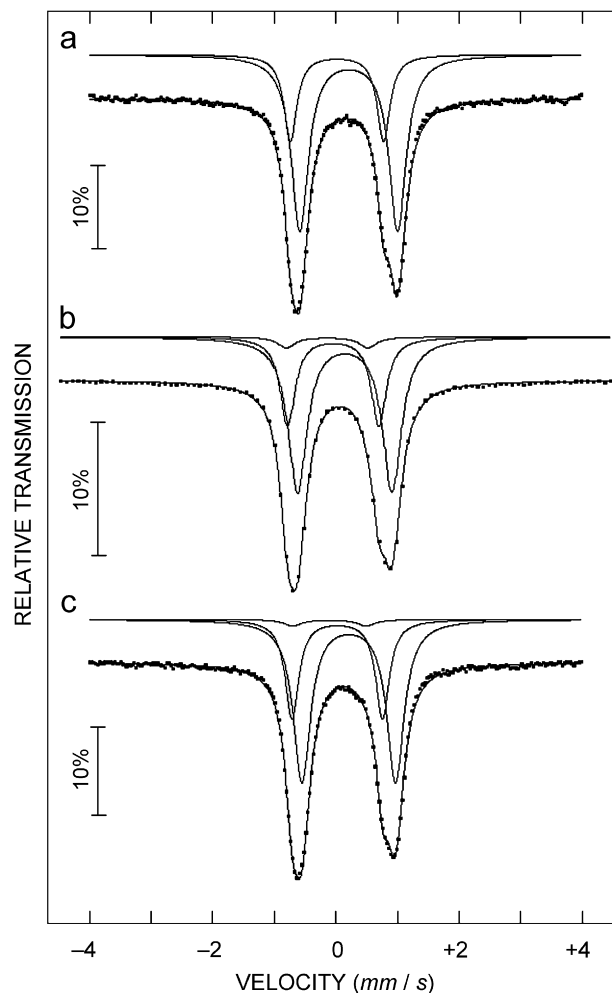 a
10%
b
10%
c
10%
RELATIVE TRANSMISSION
–4 –2 0 +2 +4
VELOCITY (mm / s)